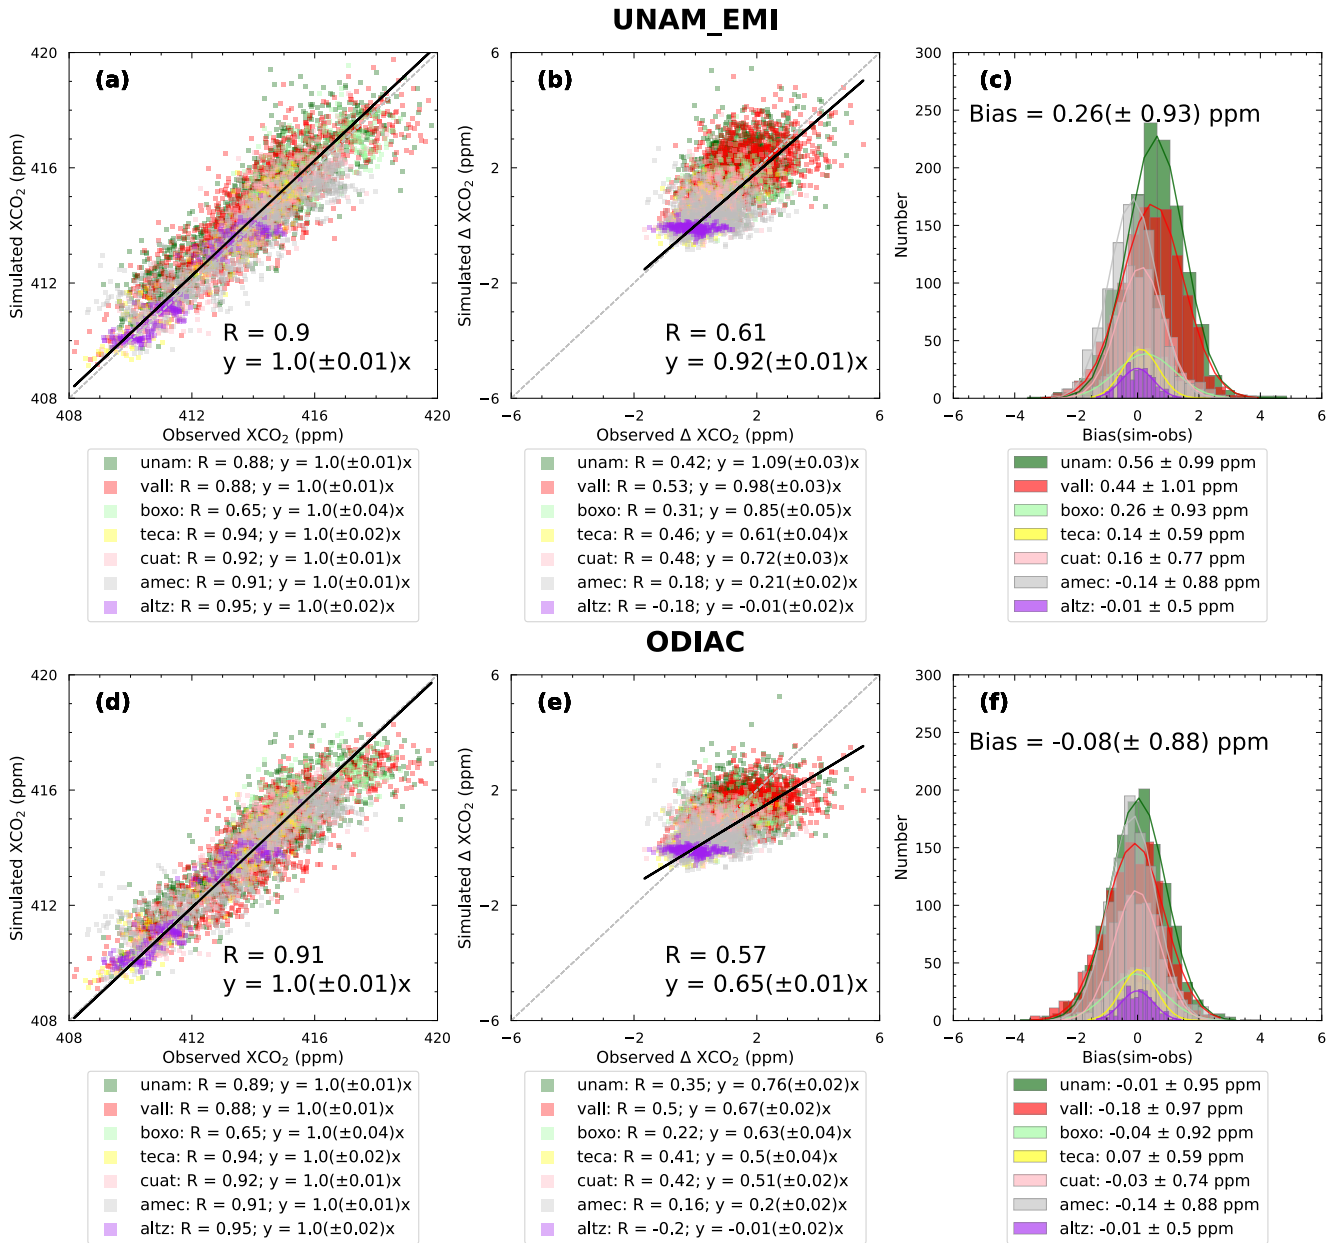 UNAM_EMI
(a)
R = 0.9
y = 1.0(±0.01)x
420
416
412
408
408
412
416
420
Simulated XCO₂ (ppm)
Observed XCO₂ (ppm)
unam: R = 0.88; y = 1.0(±0.01)x
vall: R = 0.88; y = 1.0(±0.01)x
boxo: R = 0.65; y = 1.0(±0.04)x
teca: R = 0.94; y = 1.0(±0.02)x
cuat: R = 0.92; y = 1.0(±0.01)x
amec: R = 0.91; y = 1.0(±0.01)x
altz: R = 0.95; y = 1.0(±0.02)x
(b)
R = 0.61
y = 0.92(±0.01)x
6
2
−2
−6
−6
−2
2
6
Simulated Δ XCO₂ (ppm)
Observed Δ XCO₂ (ppm)
unam: R = 0.42; y = 1.09(±0.03)x
vall: R = 0.53; y = 0.98(±0.03)x
boxo: R = 0.31; y = 0.85(±0.05)x
teca: R = 0.46; y = 0.61(±0.04)x
cuat: R = 0.48; y = 0.72(±0.03)x
amec: R = 0.18; y = 0.21(±0.02)x
altz: R = -0.18; y = -0.01(±0.02)x
(c)
Bias = 0.26(± 0.93) ppm
300
250
200
150
100
50
0
−6
−4
−2
0
2
4
6
Number
Bias(sim-obs)
unam: 0.56 ± 0.99 ppm
vall: 0.44 ± 1.01 ppm
boxo: 0.26 ± 0.93 ppm
teca: 0.14 ± 0.59 ppm
cuat: 0.16 ± 0.77 ppm
amec: -0.14 ± 0.88 ppm
altz: -0.01 ± 0.5 ppm
ODIAC
(d)
R = 0.91
y = 1.0(±0.01)x
420
416
412
408
408
412
416
420
Simulated XCO₂ (ppm)
Observed XCO₂ (ppm)
unam: R = 0.89; y = 1.0(±0.01)x
vall: R = 0.88; y = 1.0(±0.01)x
boxo: R = 0.65; y = 1.0(±0.04)x
teca: R = 0.94; y = 1.0(±0.02)x
cuat: R = 0.92; y = 1.0(±0.01)x
amec: R = 0.91; y = 1.0(±0.01)x
altz: R = 0.95; y = 1.0(±0.02)x
(e)
R = 0.57
y = 0.65(±0.01)x
6
2
−2
−6
−6
−2
2
6
Simulated Δ XCO₂ (ppm)
Observed Δ XCO₂ (ppm)
unam: R = 0.35; y = 0.76(±0.02)x
vall: R = 0.5; y = 0.67(±0.02)x
boxo: R = 0.22; y = 0.63(±0.04)x
teca: R = 0.41; y = 0.5(±0.04)x
cuat: R = 0.42; y = 0.51(±0.02)x
amec: R = 0.16; y = 0.2(±0.02)x
altz: R = -0.2; y = -0.01(±0.02)x
(f)
Bias = -0.08(± 0.88) ppm
300
250
200
150
100
50
0
−6
−4
−2
0
2
4
6
Number
Bias(sim-obs)
unam: -0.01 ± 0.95 ppm
vall: -0.18 ± 0.97 ppm
boxo: -0.04 ± 0.92 ppm
teca: 0.07 ± 0.59 ppm
cuat: -0.03 ± 0.74 ppm
amec: -0.14 ± 0.88 ppm
altz: -0.01 ± 0.5 ppm